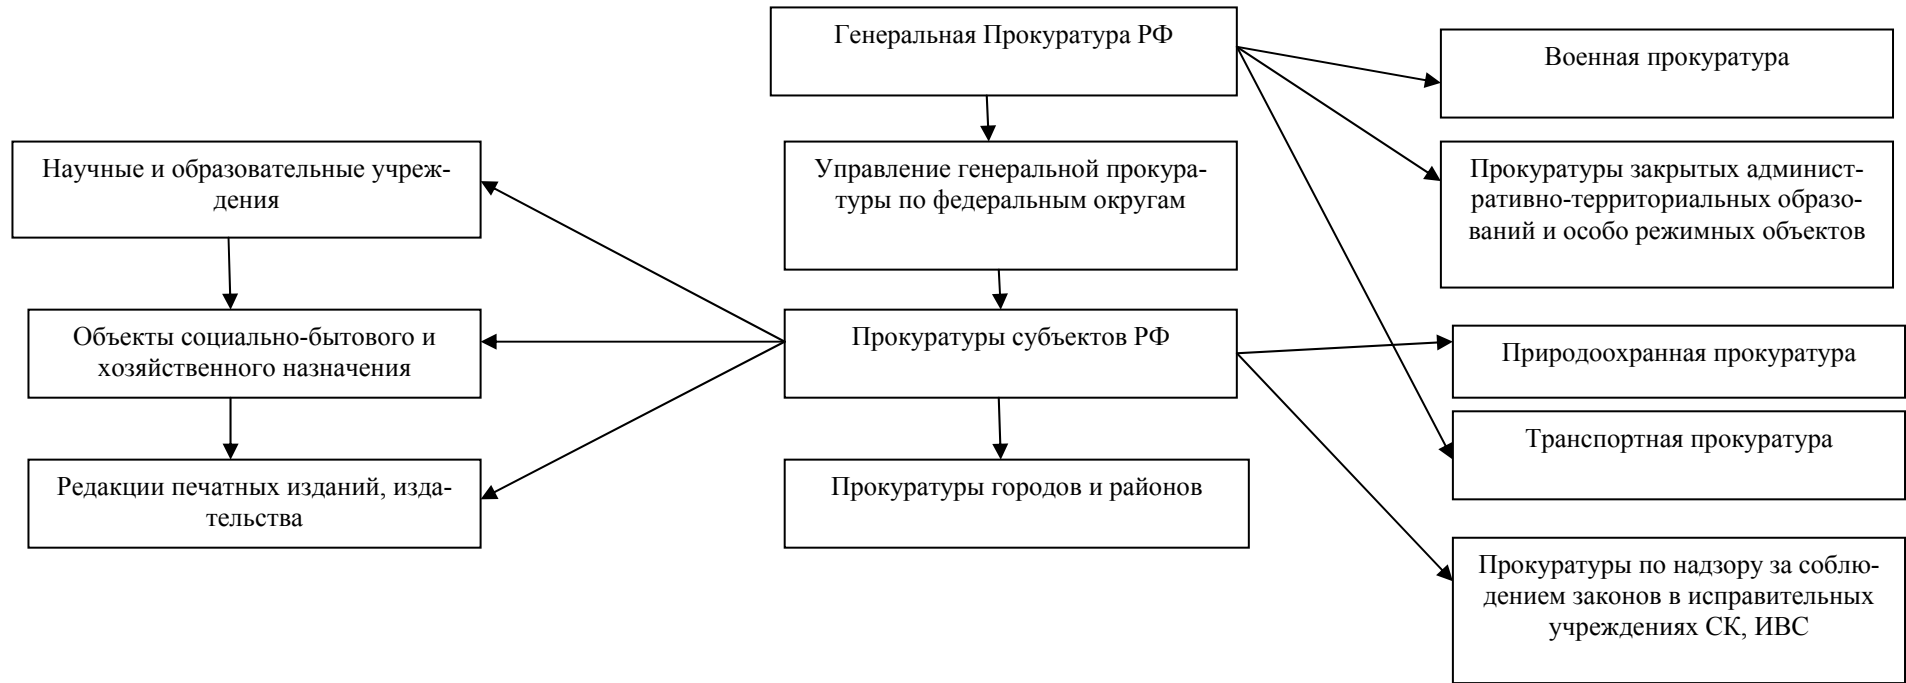 Генеральная Прокуратура РФ
Военная прокуратура
Научные и образовательные учреж-
дения
Управление генеральной прокура-
туры по федеральным округам
Прокуратуры закрытых админист-
ративно-территориальных образо-
ваний и особо режимных объектов
Объекты социально-бытового и
хозяйственного назначения
Прокуратуры субъектов РФ
Природоохранная прокуратура
Транспортная прокуратура
Редакции печатных изданий, изда-
тельства
Прокуратуры городов и районов
Прокуратуры по надзору за соблю-
дением законов в исправительных
учреждениях СК, ИВС